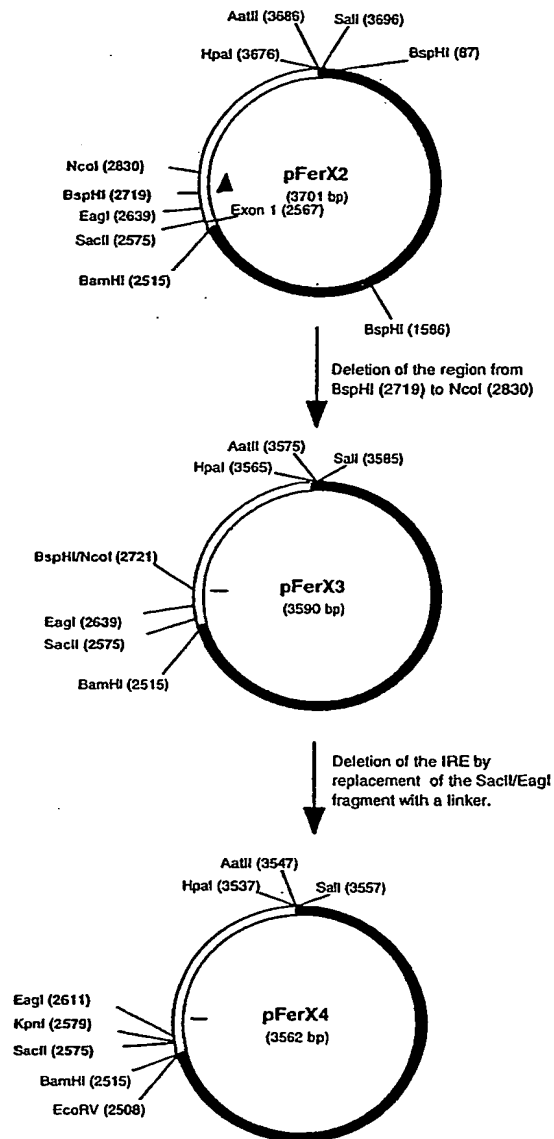 AatII (3686)
SalI (3696)
HpaI (3676)
BspHI (87)
NcoI (2830)
pFerX2
(3701 bp)
BspHI (2719)
EagI (2639)
Exon 1 (2567)
SacII (2575)
BamHI (2515)
BspHI (1586)
Deletion of the region from
BspHI (2719) to NcoI (2830)
AatII (3575)
SalI (3585)
HpaI (3565)
BspHI/NcoI (2721)
pFerX3
(3590 bp)
EagI (2639)
SacII (2575)
BamHI (2515)
Deletion of the IRE by
replacement of the SacII/EagI
fragment with a linker.
AatII (3547)
HpaI (3537)
SalI (3557)
EagI (2611)
KpnI (2579)
pFerX4
(3562 bp)
SacII (2575)
BamHI (2515)
EcoRV (2508)